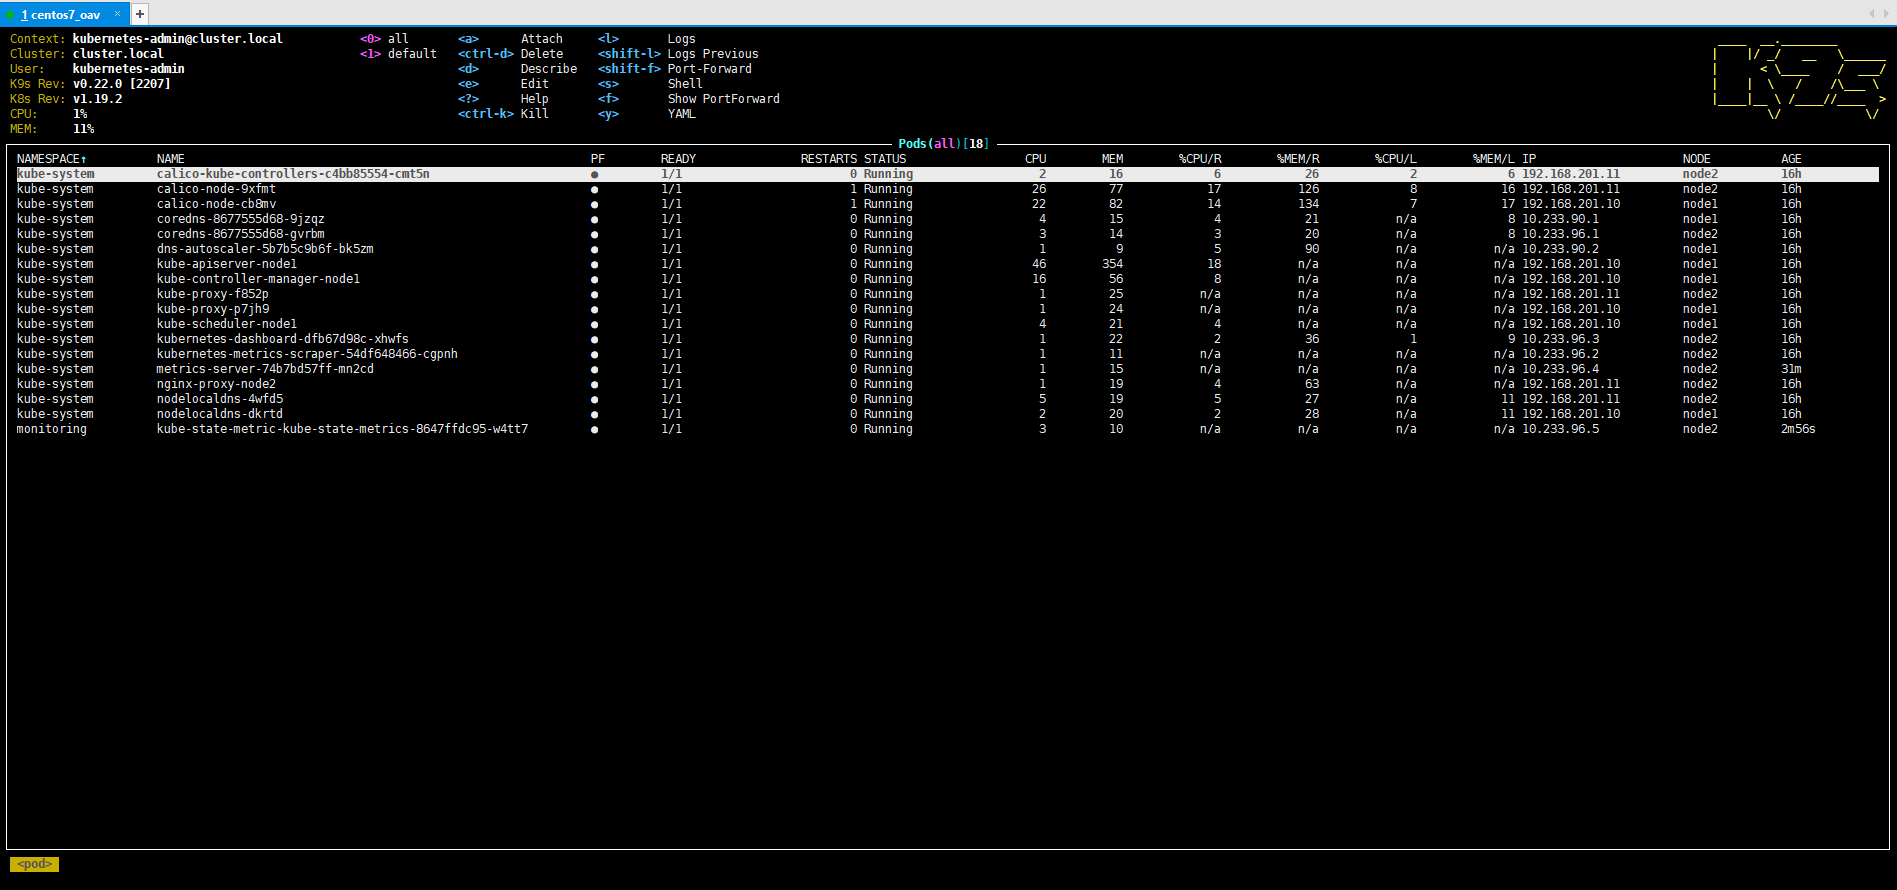 1 centos7_oav × +
Context: kubernetes-admin@cluster.local <0> all <a> Attach <l> Logs
Cluster: cluster.local <1> default <ctrl-d> Delete <shift-l> Logs Previous
User: kubernetes-admin <d> Describe <shift-f> Port-Forward
K9s Rev: v0.22.0 [2207] <e> Edit <s> Shell
K8s Rev: v1.19.2 <?> Help <f> Show PortForward
CPU: 1% <ctrl-k> Kill <y> YAML
MEM: 11%
Pods(all)[18]
NAMESPACE↑ NAME PF READY RESTARTS STATUS CPU MEM %CPU/R %MEM/R %CPU/L %MEM/L IP NODE AGE
kube-system calico-kube-controllers-c4bb85554-cmt5n ● 1/1 0 Running 2 16 6 26 2 6 192.168.201.11 node2 16h
kube-system calico-node-9xfmt ● 1/1 1 Running 26 77 17 126 8 16 192.168.201.11 node2 16h
kube-system calico-node-cb8mv ● 1/1 1 Running 22 82 14 134 7 17 192.168.201.10 node1 16h
kube-system coredns-8677555d68-9jzqz ● 1/1 0 Running 4 15 4 21 n/a 8 10.233.90.1 node1 16h
kube-system coredns-8677555d68-gvrbm ● 1/1 0 Running 3 14 3 20 n/a 8 10.233.96.1 node2 16h
kube-system dns-autoscaler-5b7b5c9b6f-bk5zm ● 1/1 0 Running 1 9 5 90 n/a n/a 10.233.90.2 node1 16h
kube-system kube-apiserver-node1 ● 1/1 0 Running 46 354 18 n/a n/a n/a 192.168.201.10 node1 16h
kube-system kube-controller-manager-node1 ● 1/1 0 Running 16 56 8 n/a n/a n/a 192.168.201.10 node1 16h
kube-system kube-proxy-f852p ● 1/1 0 Running 1 25 n/a n/a n/a n/a 192.168.201.11 node2 16h
kube-system kube-proxy-p7jh9 ● 1/1 0 Running 1 24 n/a n/a n/a n/a 192.168.201.10 node1 16h
kube-system kube-scheduler-node1 ● 1/1 0 Running 4 21 4 n/a n/a n/a 192.168.201.10 node1 16h
kube-system kubernetes-dashboard-dfb67d98c-xhwfs ● 1/1 0 Running 1 22 2 36 1 9 10.233.96.3 node2 16h
kube-system kubernetes-metrics-scraper-54df648466-cgpnh ● 1/1 0 Running 1 11 n/a n/a n/a n/a 10.233.96.2 node2 16h
kube-system metrics-server-74b7bd57ff-mn2cd ● 1/1 0 Running 1 15 n/a n/a n/a n/a 10.233.96.4 node2 31m
kube-system nginx-proxy-node2 ● 1/1 0 Running 1 19 4 63 n/a n/a 192.168.201.11 node2 16h
kube-system nodelocaldns-4wfd5 ● 1/1 0 Running 5 19 5 27 n/a 11 192.168.201.11 node2 16h
kube-system nodelocaldns-dkrtd ● 1/1 0 Running 2 20 2 28 n/a 11 192.168.201.10 node1 16h
monitoring kube-state-metric-kube-state-metrics-8647ffdc95-w4tt7 ● 1/1 0 Running 3 10 n/a n/a n/a n/a 10.233.96.5 node2 2m56s
<pod>